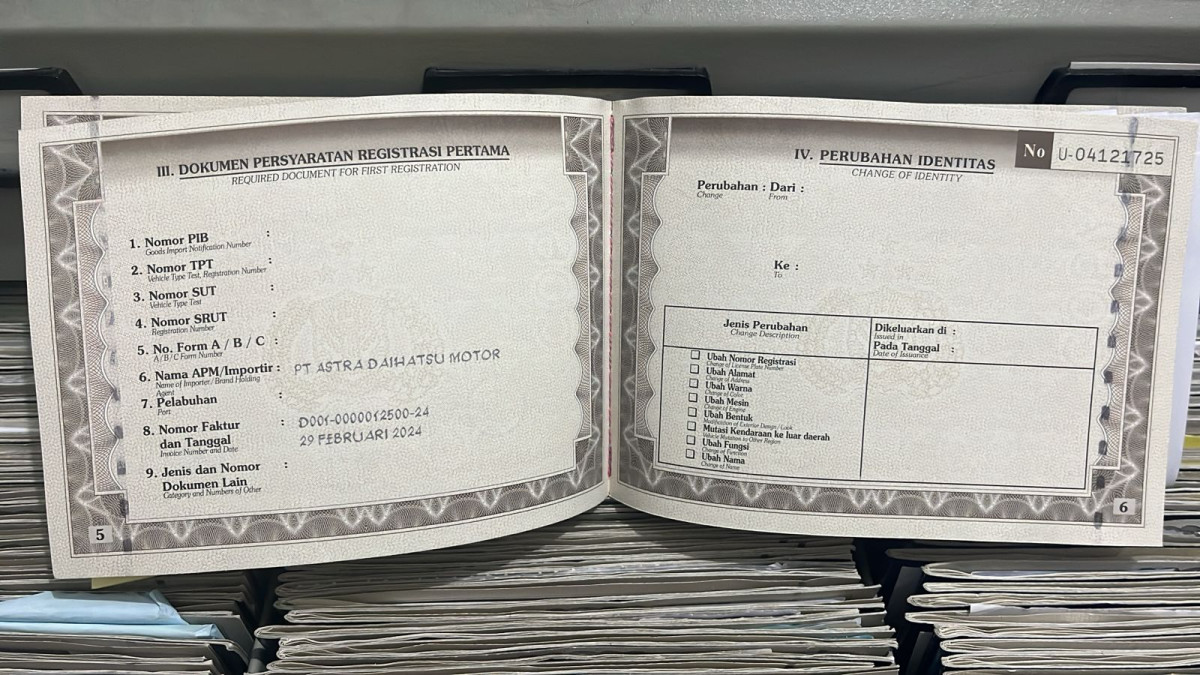 III. DOKUMEN PERSYARATAN REGISTRASI PERTAMA
REQUIRED DOCUMENT FOR FIRST REGISTRATION
1. Nomor PIB :
Goods Import Notification Number
2. Nomor TPT :
Vehicle Type Test, Registration Number
3. Nomor SUT :
Vehicle Type Test
4. Nomor SRUT :
Registration Number
5. No. Form A / B / C :
A / B / C Form Number
6. Nama APM/Importir : PT ASTRA DAIHATSU MOTOR
Name of Importer/Brand Holding
Agent
7. Pelabuhan :
Port
8. Nomor Faktur : D001-0000012500-24
dan Tanggal 29 FEBRUARI 2024
Invoice Number and Date
9. Jenis dan Nomor :
Dokumen Lain
Category and Numbers of Other
5
No U-04121725
IV. PERUBAHAN IDENTITAS
CHANGE OF IDENTITY
Perubahan : Dari :
Change From
Ke :
To
Jenis Perubahan
Change Description
Dikeluarkan di :
Issued in
Pada Tanggal :
Date of Issuance
Ubah Nomor Registrasi
Change of License Plate Number
Ubah Alamat
Change of Address
Ubah Warna
Change of Color
Ubah Mesin
Change of Engine
Ubah Bentuk
Modification of Exterior Design / Look
Mutasi Kendaraan ke luar daerah
Vehicle Mutation to Other Region
Ubah Fungsi
Change of Function
Ubah Nama
Change of Name
6